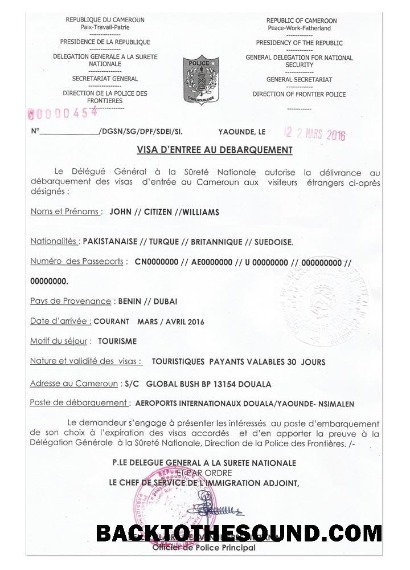 REPUBLIQUE DU CAMEROUN
Paix-Travail-Patrie
-------------
PRESIDENCE DE LA REPUBLIQUE
-------------
DELEGATION GENERALE A LA SURETE
NATIONALE
-------------
SECRETARIAT GENERAL
-------------
DIRECTION DE LA POLICE DES
FRONTIERES
POLICE
REPUBLIC OF CAMEROON
Peace-Work-Fatherland
-------------
PRESIDENCY OF THE REPUBLIC
-------------
GENERAL DELEGATION FOR NATIONAL
SECURITY
-------------
GENERAL SECRETARIAT
-------------
DIRECTION OF FRONTIER POLICE
-------------
00000454
N°____________/DGSN/SG/DPF/SDEI/SI. YAOUNDE, LE 22 MARS 2016
VISA D'ENTREE AU DEBARQUEMENT
Le Délégué Général à la Sûreté Nationale autorise la délivrance au
débarquement des visas d'entrée au Cameroun aux visiteurs étrangers ci-après
désignés :
Noms et Prénoms : JOHN // CITIZEN //WILLIAMS
Nationalités : PAKISTANAISE // TURQUE // BRITANNIQUE // SUEDOISE.
Numéro des Passeports : CN0000000 // AE0000000 // U 00000000 // 000000000 //
00000000.
Pays de Provenance : BENIN // DUBAI
Date d'arrivée : COURANT MARS / AVRIL 2016
Motif du séjour : TOURISME
Nature et validité des visas : TOURISTIQUES PAYANTS VALABLES 30 JOURS
Adresse au Cameroun : S/C GLOBAL BUSH BP 13154 DOUALA
Poste de débarquement : AEROPORTS INTERNATIONAUX DOUALA/YAOUNDE- NSIMALEN
Le demandeur s'engage à présenter les intéressés au poste d'embarquement
de son choix à l'expiration des visas accordés et d'en apporter la preuve à la
Délégation Générale à la Sûreté Nationale, Direction de la Police des Frontières. /-
P.LE DELEGUE GENERAL A LA SURETE NATIONALE
ET PAR ORDRE
LE CHEF DE SERVICE DE L'IMMIGRATION ADJOINT,
BACKTOTHESOUND.COM
Officier de Police Principal